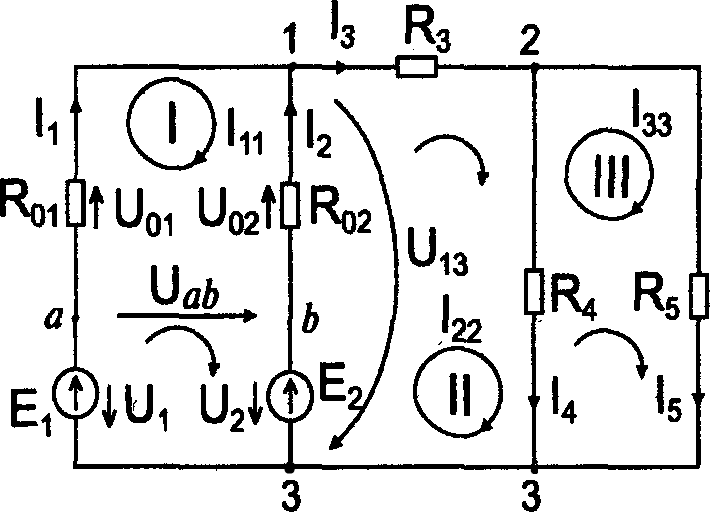 1 I3 R3 2
I1 I I11 I2 I33
III
R01 U01 U02 R02
U13
Uab R4 R5
a b
I22
E1 U1 U2 E2 II I4 I5
3 3